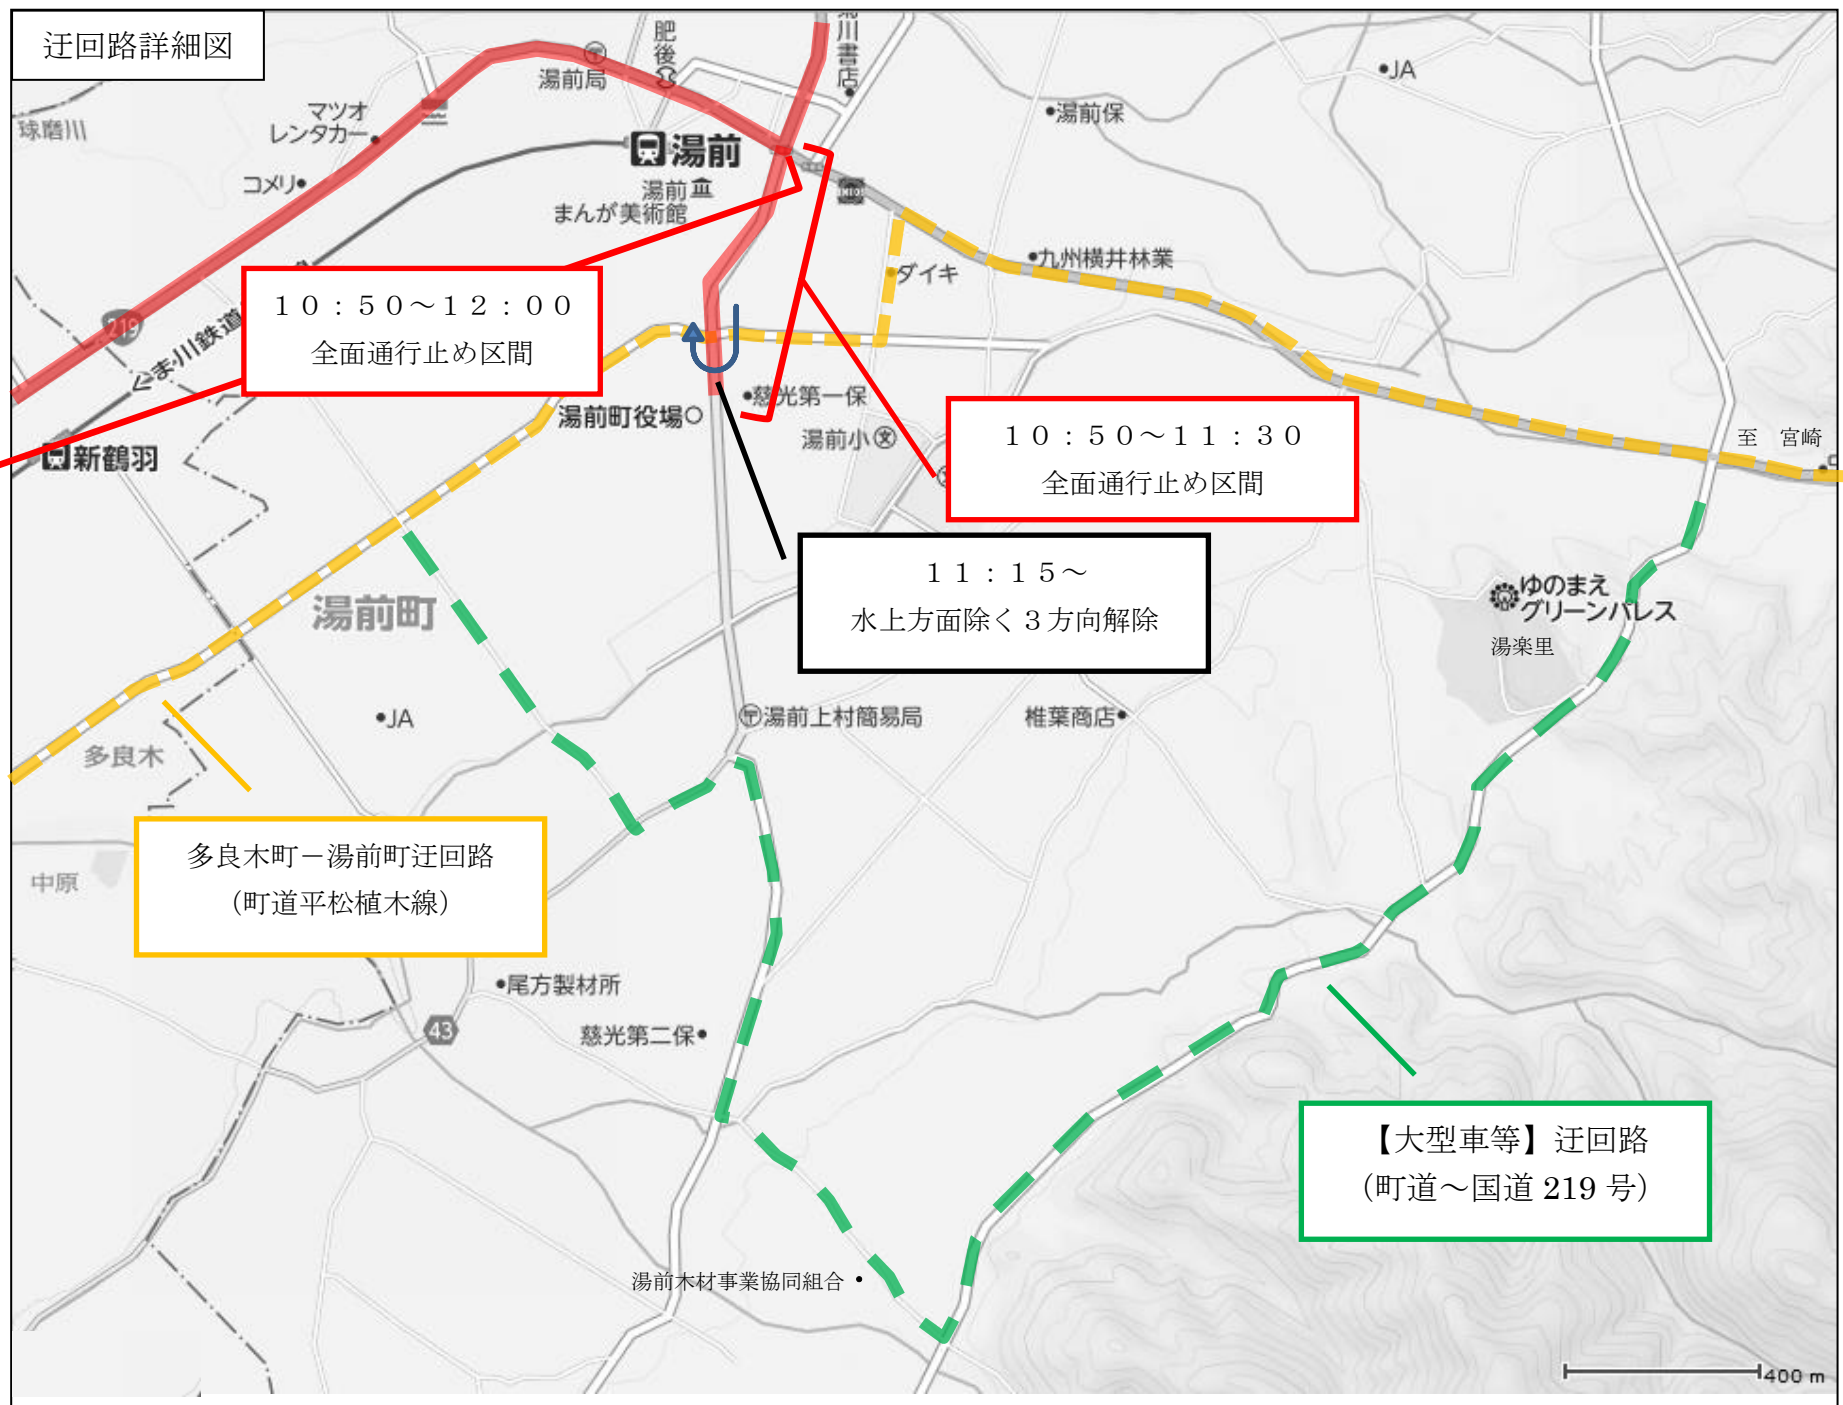 迂回路詳細図
球磨川
マツオ
レンタカー
コメリ
湯前局
肥後
川書店
JA
湯前保
湯前
湯前
まんが美術館
ダイキ
九州横井林業
219
くま川鉄道
１０：５０～１２：００
全面通行止め区間
新鶴羽
湯前町役場
慈光第一保
湯前小
文
１０：５０～１１：３０
全面通行止め区間
至　宮崎
１１：１５～
水上方面除く３方向解除
湯前町
ゆのまえ
グリーンパレス
湯楽里
JA
多良木
湯前上村簡易局
椎葉商店
多良木町－湯前町迂回路
（町道平松植木線）
中原
尾方製材所
43
慈光第二保
【大型車等】迂回路
（町道～国道 219 号）
湯前木材事業協同組合
400 m